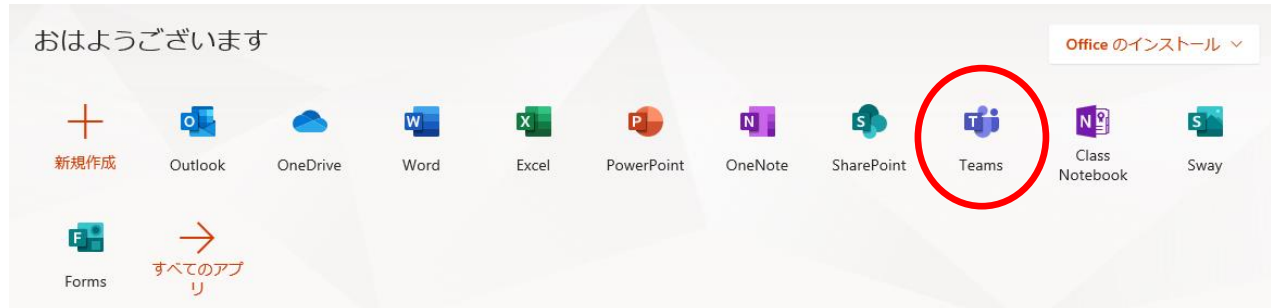 おはようございます
Office のインストール
新規作成
Outlook
OneDrive
Word
Excel
PowerPoint
OneNote
SharePoint
Teams
Class
Notebook
Sway
Forms
すべてのアプ
リ